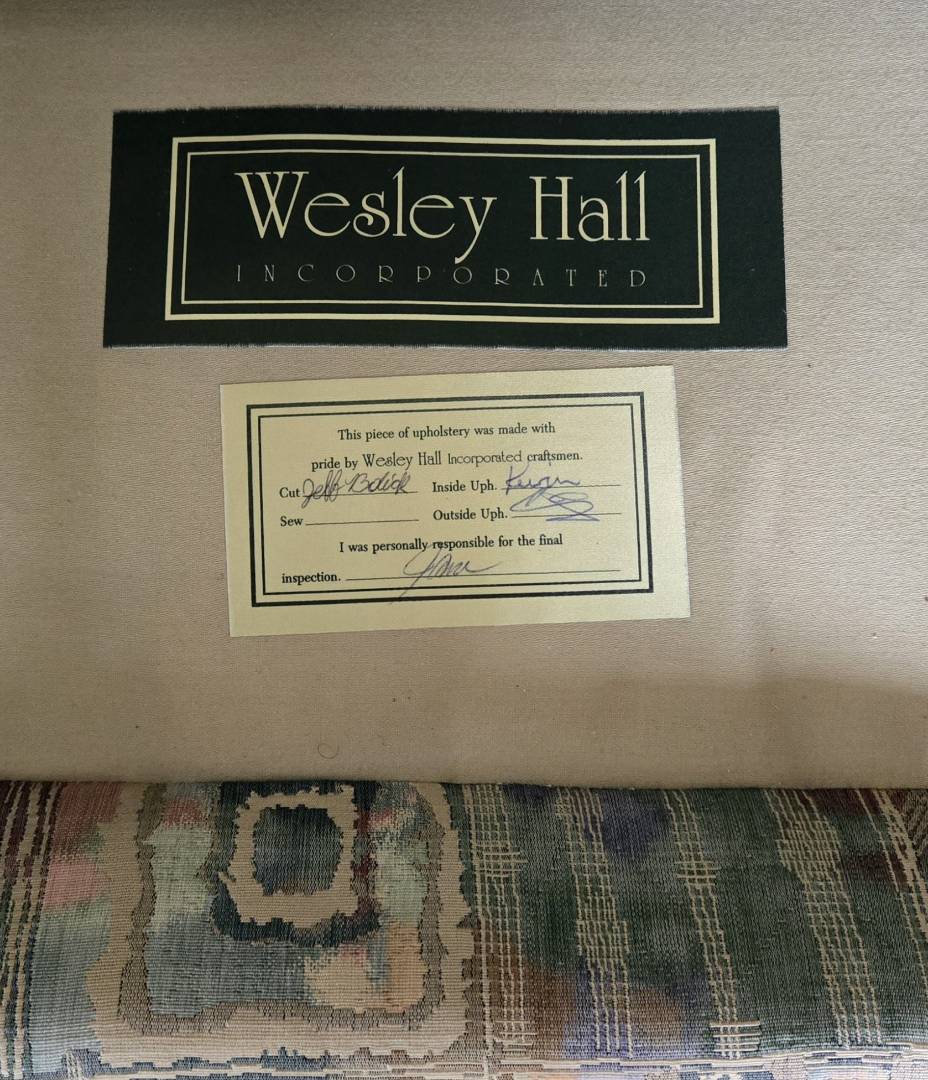 Wesley Hall
INCORPORATED
This piece of upholstery was made with
pride by Wesley Hall Incorporated craftsmen.
Cut Jeff Bolick Inside Uph.
Sew Outside Uph.
I was personally responsible for the final
inspection.